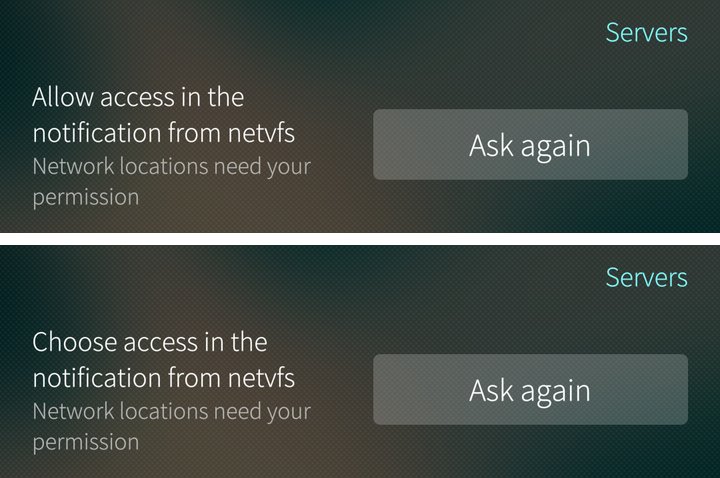 Servers
Allow access in the
notification from netvfs
Network locations need your
permission
Ask again
Servers
Choose access in the
notification from netvfs
Network locations need your
permission
Ask again